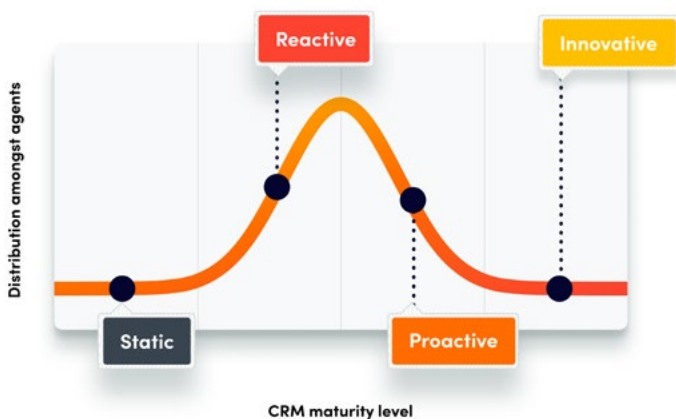 Reactive
Innovative
Distribution amongst agents
Static
Proactive
CRM maturity level